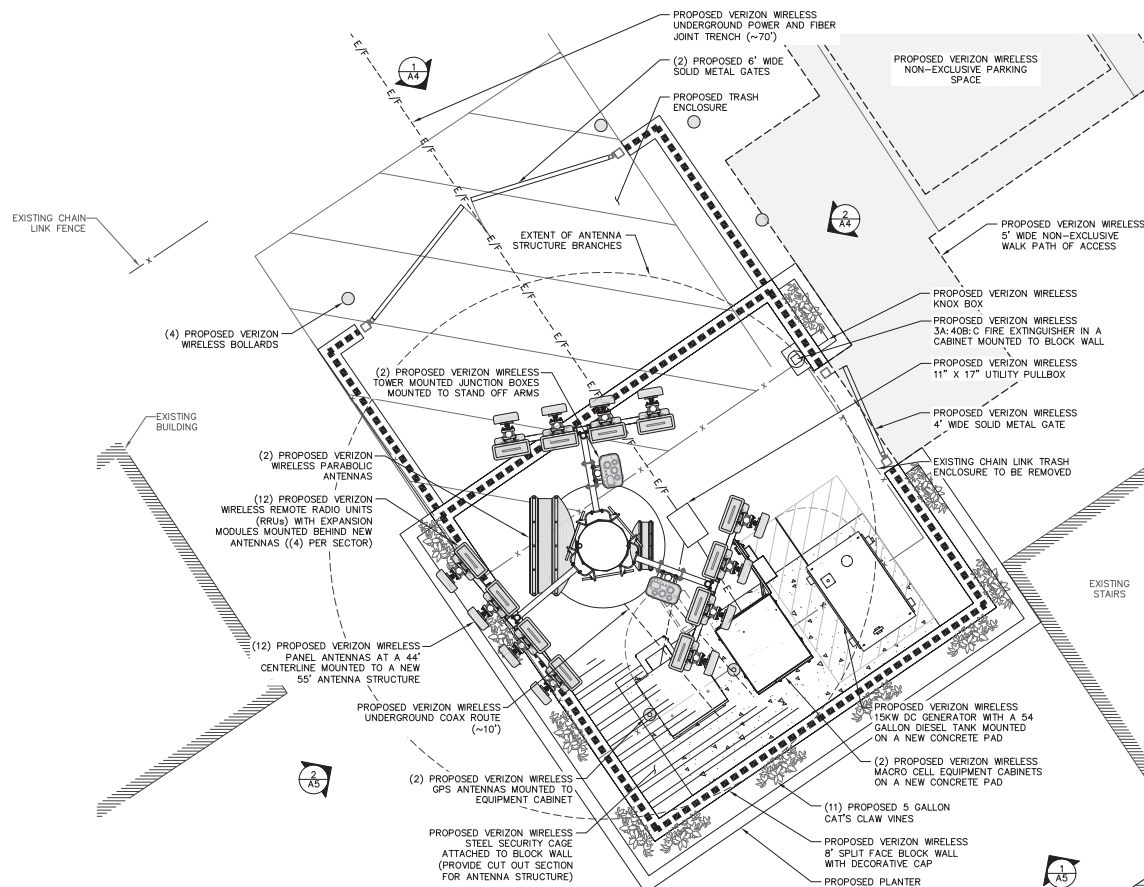 PROPOSED VERIZON WIRELESS
UNDERGROUND POWER AND FIBER
JOINT TRENCH (~70')
(2) PROPOSED 6' WIDE
SOLID METAL GATES
PROPOSED TRASH
ENCLOSURE
PROPOSED VERIZON WIRELESS
NON-EXCLUSIVE PARKING
SPACE
1
A4
E/F
E/F
E/F
E/F
E/F
E/F
E/F
E/F
E/F
EXISTING CHAIN
LINK FENCE
X
EXTENT OF ANTENNA
STRUCTURE BRANCHES
2
A4
PROPOSED VERIZON WIRELESS
5' WIDE NON-EXCLUSIVE
WALK PATH OF ACCESS
(4) PROPOSED VERIZON
WIRELESS BOLLARDS
PROPOSED VERIZON WIRELESS
KNOX BOX
PROPOSED VERIZON WIRELESS
3A:40B:C FIRE EXTINGUISHER IN A
CABINET MOUNTED TO BLOCK WALL
PROPOSED VERIZON WIRELESS
11" X 17" UTILITY PULLBOX
(2) PROPOSED VERIZON WIRELESS
TOWER MOUNTED JUNCTION BOXES
MOUNTED TO STAND OFF ARMS
EXISTING
BUILDING
PROPOSED VERIZON WIRELESS
4' WIDE SOLID METAL GATE
(2) PROPOSED VERIZON
WIRELESS PARABOLIC
ANTENNAS
EXISTING CHAIN LINK TRASH
ENCLOSURE TO BE REMOVED
(12) PROPOSED VERIZON
WIRELESS REMOTE RADIO UNITS
(RRUs) WITH EXPANSION
MODULES MOUNTED BEHIND NEW
ANTENNAS ((4) PER SECTOR)
EXISTING
STAIRS
(12) PROPOSED VERIZON WIRELESS
PANEL ANTENNAS AT A 44'
CENTERLINE MOUNTED TO A NEW
55' ANTENNA STRUCTURE
PROPOSED VERIZON WIRELESS
UNDERGROUND COAX ROUTE
(~10')
PROPOSED VERIZON WIRELESS
15KW DC GENERATOR WITH A 54
GALLON DIESEL TANK MOUNTED
ON A NEW CONCRETE PAD
2
A5
(2) PROPOSED VERIZON WIRELESS
GPS ANTENNAS MOUNTED TO
EQUIPMENT CABINET
(2) PROPOSED VERIZON WIRELESS
MACRO CELL EQUIPMENT CABINETS
ON A NEW CONCRETE PAD
(11) PROPOSED 5 GALLON
CAT'S CLAW VINES
PROPOSED VERIZON WIRELESS
STEEL SECURITY CAGE
ATTACHED TO BLOCK WALL
(PROVIDE CUT OUT SECTION
FOR ANTENNA STRUCTURE)
PROPOSED VERIZON WIRELESS
8' SPLIT FACE BLOCK WALL
WITH DECORATIVE CAP
PROPOSED PLANTER
1
A5